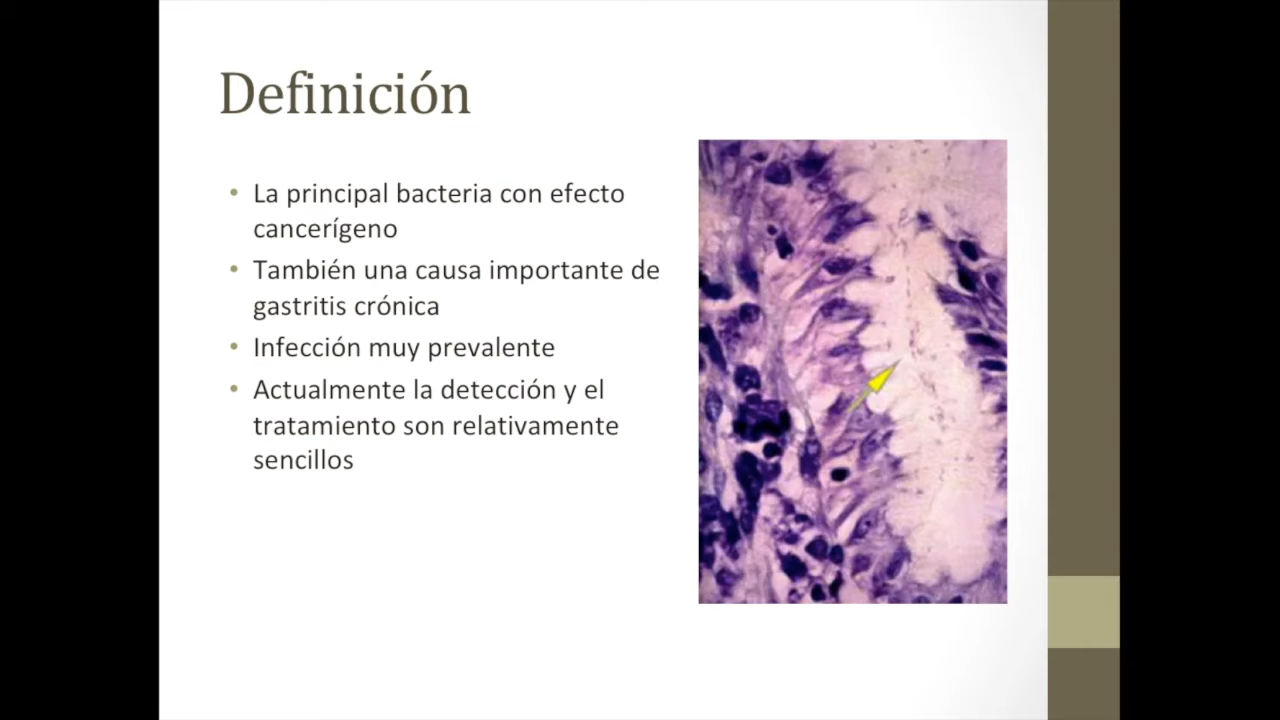 Definición
• La principal bacteria con efecto
cancerígeno
• También una causa importante de
gastritis crónica
• Infección muy prevalente
• Actualmente la detección y el
tratamiento son relativamente
sencillos